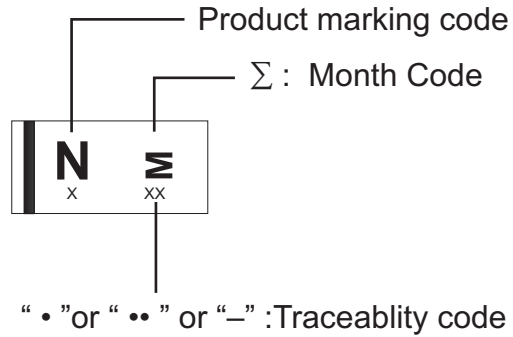 Product marking code
∑ : Month Code
N M
X XX
“ • ”or “ •• ” or “–” :Traceablity code